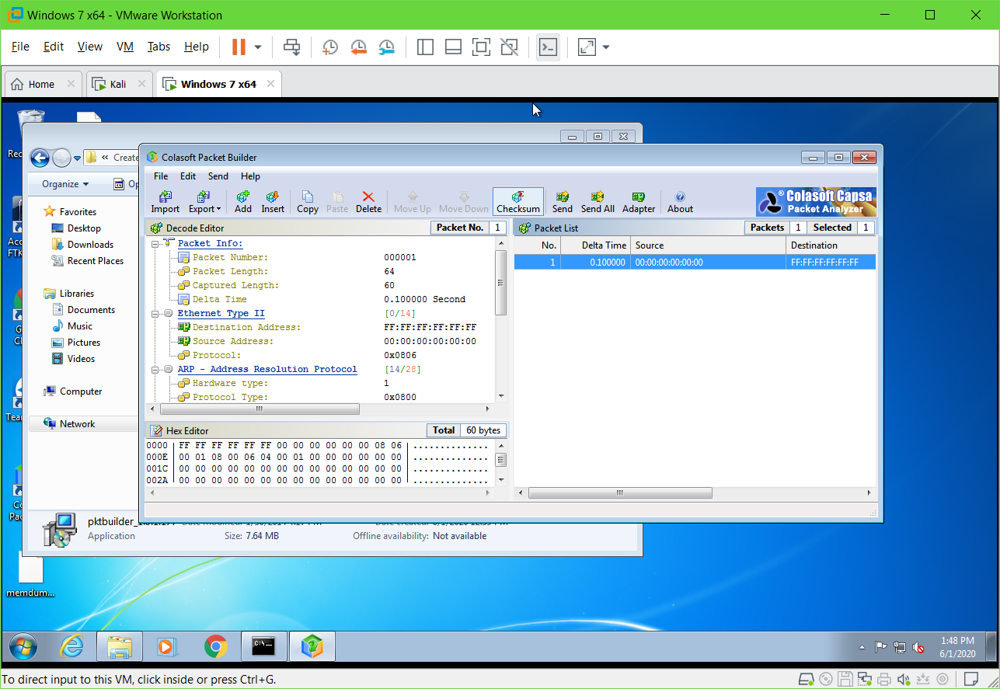 Windows 7 x64 - VMware Workstation
File Edit View VM Tabs Help
Home Kali Windows 7 x64
« Create
Organize
Favorites
Desktop
Downloads
Recent Places
Libraries
Documents
Music
Pictures
Videos
Computer
Network
Colasoft Packet Builder
File Edit Send Help
Import Export Add Insert Copy Paste Delete Move Up Move Down Checksum Send Send All Adapter About
Colasoft Capsa
Packet Analyzer
Decode Editor Packet No. 1
Packet Info:
Packet Number: 000001
Packet Length: 64
Captured Length: 60
Delta Time 0.100000 Second
Ethernet Type II [0/14]
Destination Address: FF:FF:FF:FF:FF:FF
Source Address: 00:00:00:00:00:00
Protocol: 0x0806
ARP - Address Resolution Protocol [14/28]
Hardware type: 1
Protocol Type: 0x0800
Hex Editor Total 60 bytes
0000 FF FF FF FF FF FF 00 00 00 00 00 00 08 06 ..............
000E 00 01 08 00 06 04 00 01 00 00 00 00 00 00 ..............
001C 00 00 00 00 00 00 00 00 00 00 00 00 00 00 ..............
002A 00 00 00 00 00 00 00 00 00 00 00 00 00 00 ..............
Packet List Packets 1 Selected 1
No. Delta Time Source Destination
1 0.100000 00:00:00:00:00:00 FF:FF:FF:FF:FF:FF
Application Size: 7.64 MB Offline availability: Not available
memdum...
1:48 PM
6/1/2020
To direct input to this VM, click inside or press Ctrl+G.